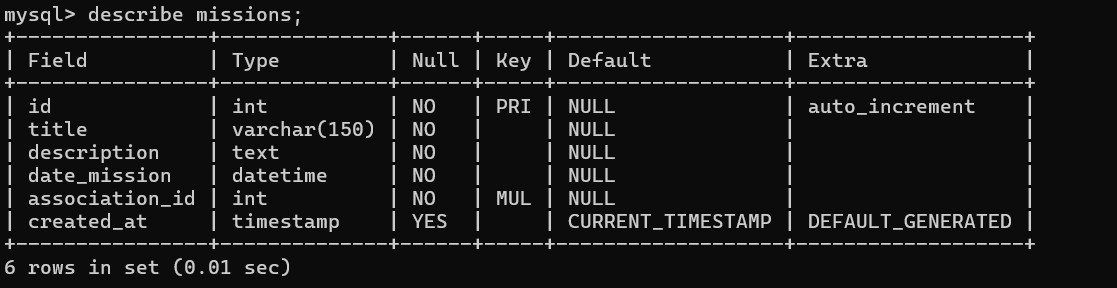 mysql> describe missions;
+----------------+--------------+------+-----+-------------------+-------------------+
| Field          | Type         | Null | Key | Default           | Extra             |
+----------------+--------------+------+-----+-------------------+-------------------+
| id             | int          | NO   | PRI | NULL              | auto_increment    |
| title          | varchar(150) | NO   |     | NULL              |                   |
| description    | text         | NO   |     | NULL              |                   |
| date_mission   | datetime     | NO   |     | NULL              |                   |
| association_id | int          | NO   | MUL | NULL              |                   |
| created_at     | timestamp    | YES  |     | CURRENT_TIMESTAMP | DEFAULT_GENERATED |
+----------------+--------------+------+-----+-------------------+-------------------+
6 rows in set (0.01 sec)